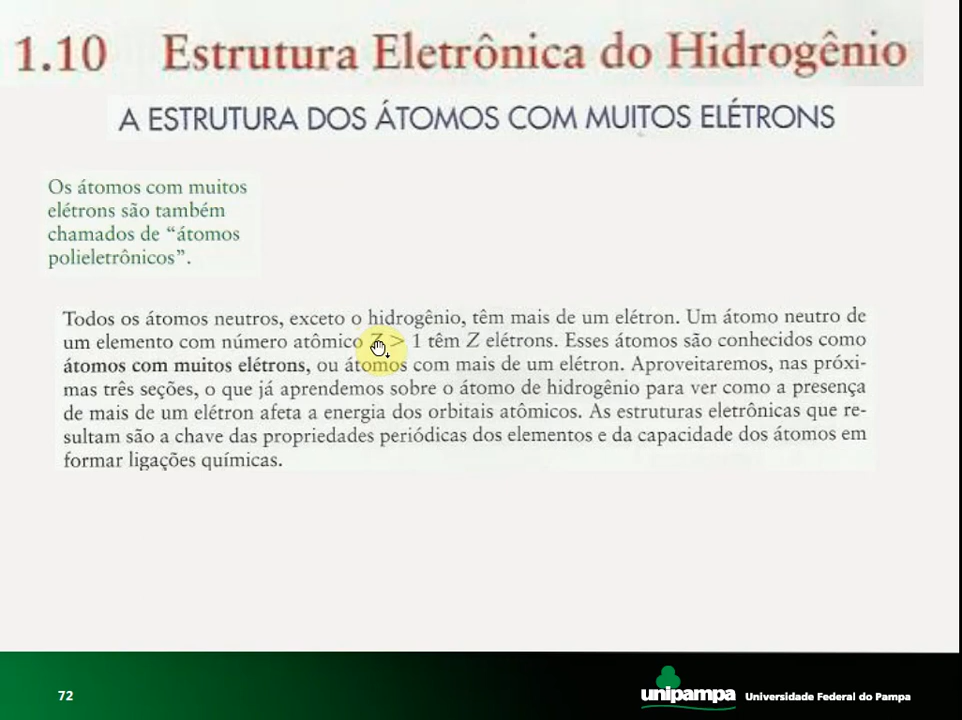 1.10 Estrutura Eletrônica do Hidrogênio
A ESTRUTURA DOS ÁTOMOS COM MUITOS ELÉTRONS
Os átomos com muitos
elétrons são também
chamados de “átomos
polieletrônicos”.
Todos os átomos neutros, exceto o hidrogênio, têm mais de um elétron. Um átomo neutro de
um elemento com número atômico Z > 1 têm Z elétrons. Esses átomos são conhecidos como
átomos com muitos elétrons, ou átomos com mais de um elétron. Aproveitaremos, nas próxi-
mas três seções, o que já aprendemos sobre o átomo de hidrogênio para ver como a presença
de mais de um elétron afeta a energia dos orbitais atômicos. As estruturas eletrônicas que re-
sultam são a chave das propriedades periódicas dos elementos e da capacidade dos átomos em
formar ligações químicas.
72
unipampa Universidade Federal do Pampa